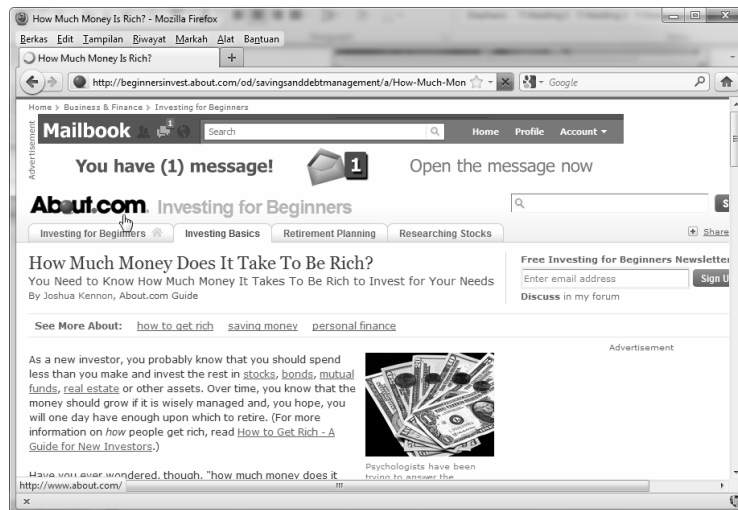 How Much Money Is Rich? - Mozilla Firefox
Berkas Edit Tampilan Riwayat Markah Alat Bantuan
How Much Money Is Rich? +
http://beginnersinvest.about.com/od/savingsanddebtmanagement/a/How-Much-Mon Google
Home > Business & Finance > Investing for Beginners
Advertisement
Mailbook 1 Search Home Profile Account
You have (1) message! 1 Open the message now
About.com Investing for Beginners
Investing for Beginners Investing Basics Retirement Planning Researching Stocks Share
How Much Money Does It Take To Be Rich?
You Need to Know How Much Money It Takes To Be Rich to Invest for Your Needs
By Joshua Kennon, About.com Guide
Free Investing for Beginners Newsletter
Enter email address Sign U
Discuss in my forum
See More About: how to get rich saving money personal finance
As a new investor, you probably know that you should spend
less than you make and invest the rest in stocks, bonds, mutual
funds, real estate or other assets. Over time, you know that the
money should grow if it is wisely managed and, you hope, you
will one day have enough upon which to retire. (For more
information on how people get rich, read How to Get Rich - A
Guide for New Investors.)
Have you ever wondered, though, "how much money does it
Psychologists have been
trying to answer the
Advertisement
http://www.about.com/